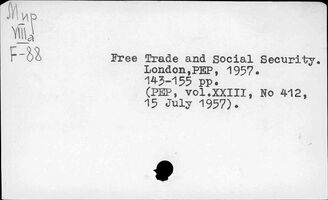 Мир
VIIIa
F-88
Free Trade and Social Security.
London,PEP, 1957.
143-155 pp.
(PEP, vol.XXIII, No 412,
15 July 1957).